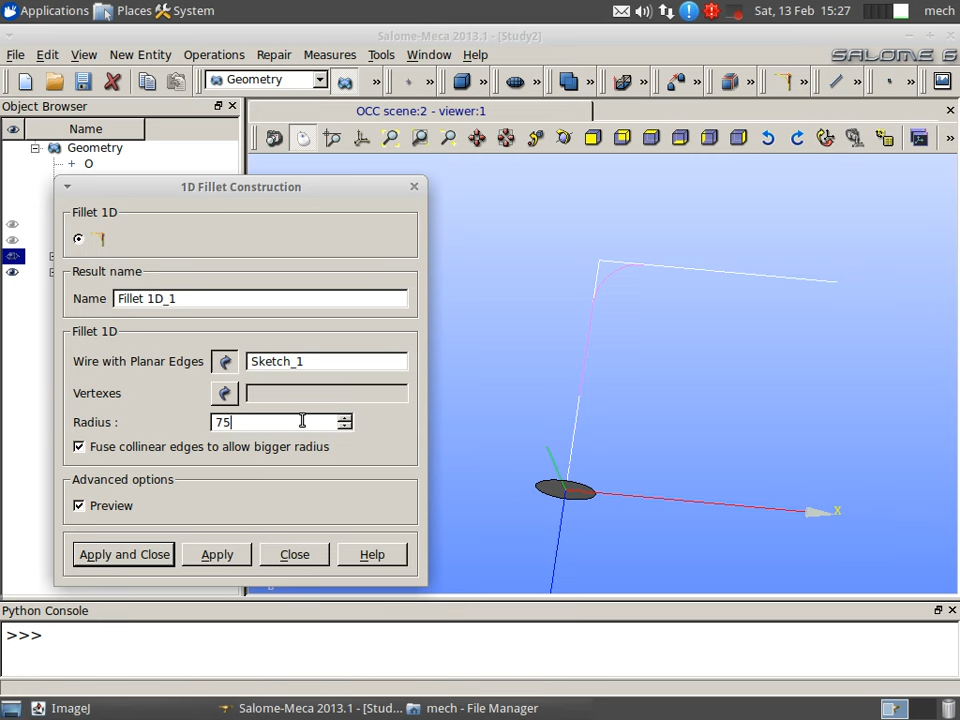 Applications Places System Sat, 13 Feb 15:27 mech
Salome-Meca 2013.1 - [Study2]
File Edit View New Entity Operations Repair Measures Tools Window Help SALOME 6
Geometry
Object Browser
OCC scene:2 - viewer:1
Name
Geometry
O
1D Fillet Construction
Fillet 1D
Result name
Name Fillet 1D_1
Fillet 1D
Wire with Planar Edges Sketch_1
Vertexes
Radius : 75
Fuse collinear edges to allow bigger radius
Advanced options
Preview
Apply and Close Apply Close Help
X
Python Console
>>>
ImageJ Salome-Meca 2013.1 - [Stud... mech - File Manager